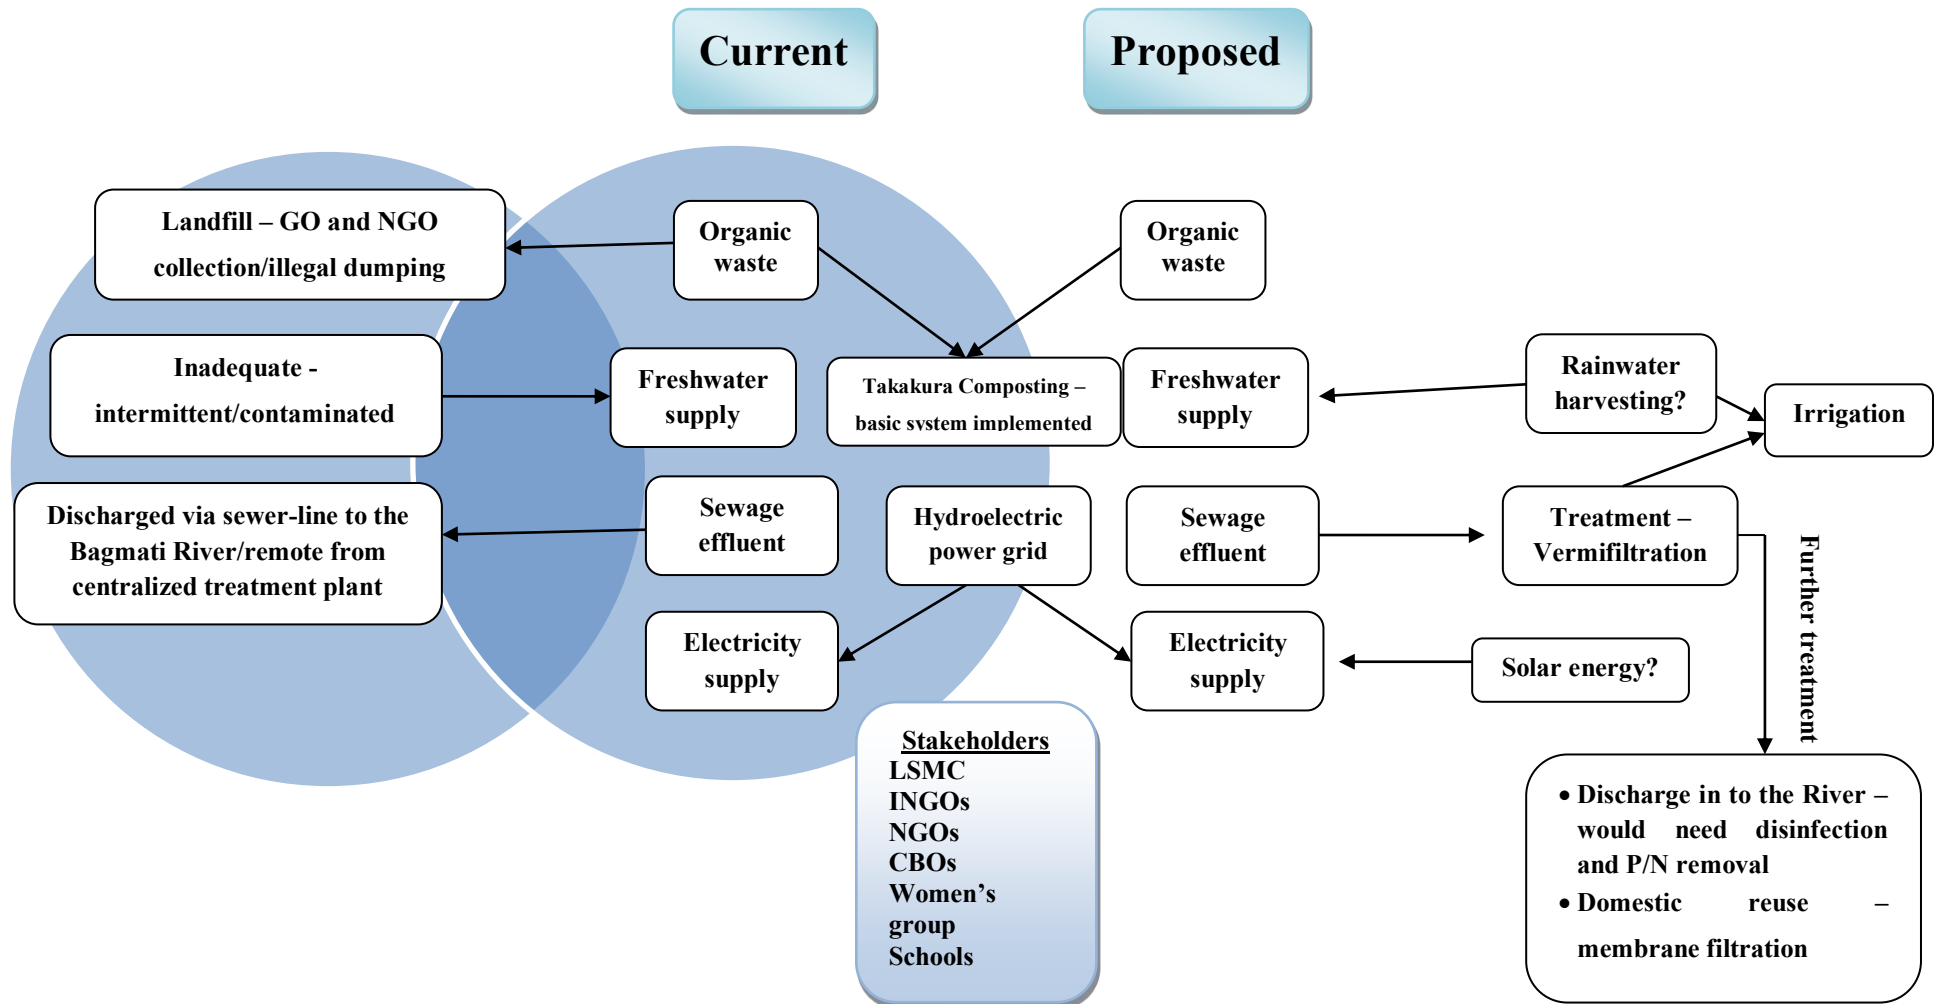 Current
Proposed
Landfill – GO and NGO
collection/illegal dumping
Organic
waste
Organic
waste
Inadequate -
intermittent/contaminated
Freshwater
supply
Takakura Composting –
basic system implemented
Freshwater
supply
Rainwater
harvesting?
Irrigation
Discharged via sewer-line to the
Bagmati River/remote from
centralized treatment plant
Sewage
effluent
Hydroelectric
power grid
Sewage
effluent
Treatment –
Vermifiltration
Further treatment
Electricity
supply
Electricity
supply
Solar energy?
Stakeholders
LSMC
INGOs
NGOs
CBOs
Women’s
group
Schools
• Discharge in to the River –
would need disinfection
and P/N removal
• Domestic reuse –
membrane filtration